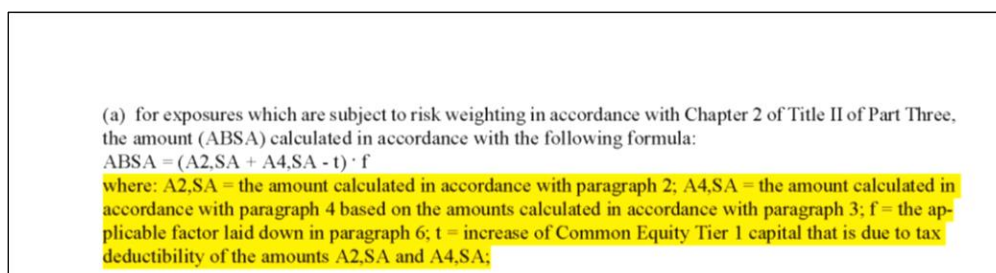 (a) for exposures which are subject to risk weighting in accordance with Chapter 2 of Title II of Part Three,
the amount (ABSA) calculated in accordance with the following formula:
ABSA = (A2,SA + A4,SA - t) · f
where: A2,SA = the amount calculated in accordance with paragraph 2; A4,SA = the amount calculated in
accordance with paragraph 4 based on the amounts calculated in accordance with paragraph 3; f = the ap-
plicable factor laid down in paragraph 6; t = increase of Common Equity Tier 1 capital that is due to tax
deductibility of the amounts A2,SA and A4,SA;